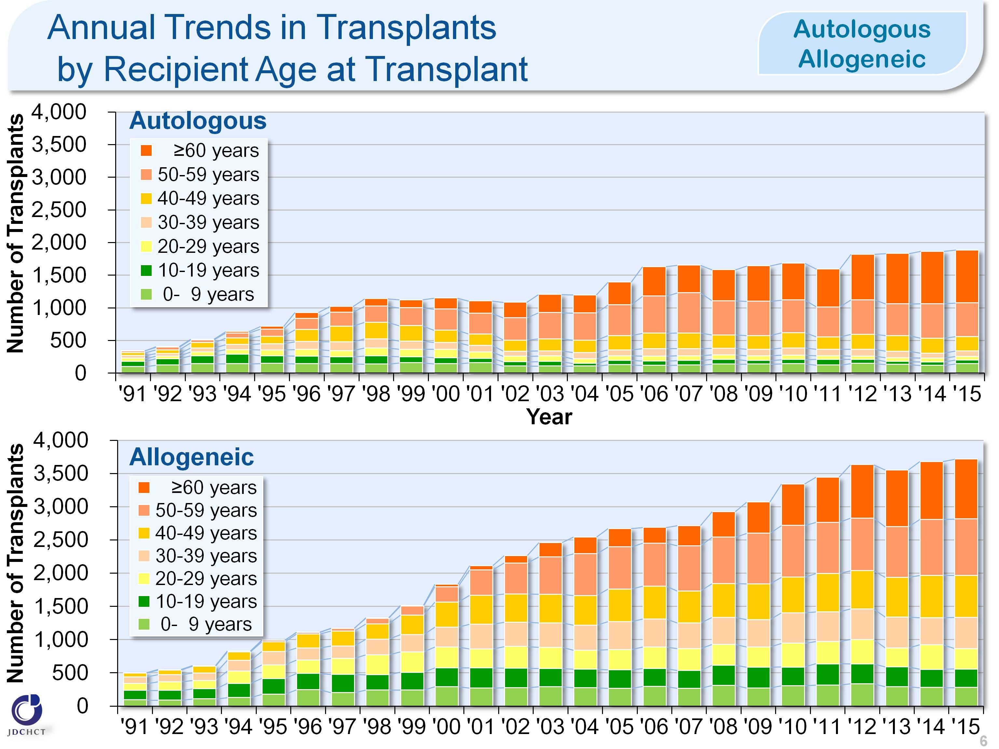 Annual Trends in Transplants
by Recipient Age at Transplant
Autologous
Allogeneic
Number of Transplants
4,000
3,500
3,000
2,500
2,000
1,500
1,000
500
0
Autologous
≥60 years
50-59 years
40-49 years
30-39 years
20-29 years
10-19 years
0- 9 years
'91 '92 '93 '94 '95 '96 '97 '98 '99 '00 '01 '02 '03 '04 '05 '06 '07 '08 '09 '10 '11 '12 '13 '14 '15
Year
Number of Transplants
4,000
3,500
3,000
2,500
2,000
1,500
1,000
500
0
Allogeneic
≥60 years
50-59 years
40-49 years
30-39 years
20-29 years
10-19 years
0- 9 years
'91 '92 '93 '94 '95 '96 '97 '98 '99 '00 '01 '02 '03 '04 '05 '06 '07 '08 '09 '10 '11 '12 '13 '14 '15
JDCHCT
6